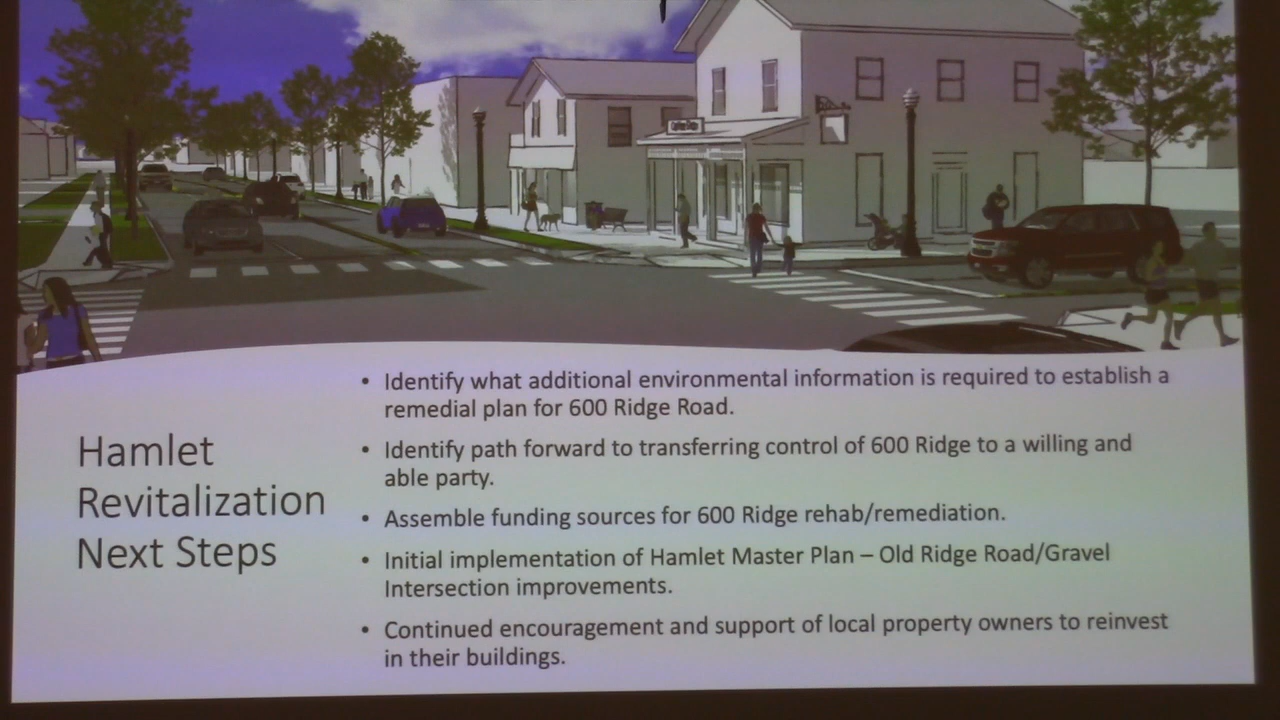 Hamlet
Revitalization
Next Steps
• Identify what additional environmental information is required to establish a
remedial plan for 600 Ridge Road.
• Identify path forward to transferring control of 600 Ridge to a willing and
able party.
• Assemble funding sources for 600 Ridge rehab/remediation.
• Initial implementation of Hamlet Master Plan – Old Ridge Road/Gravel
Intersection improvements.
• Continued encouragement and support of local property owners to reinvest
in their buildings.